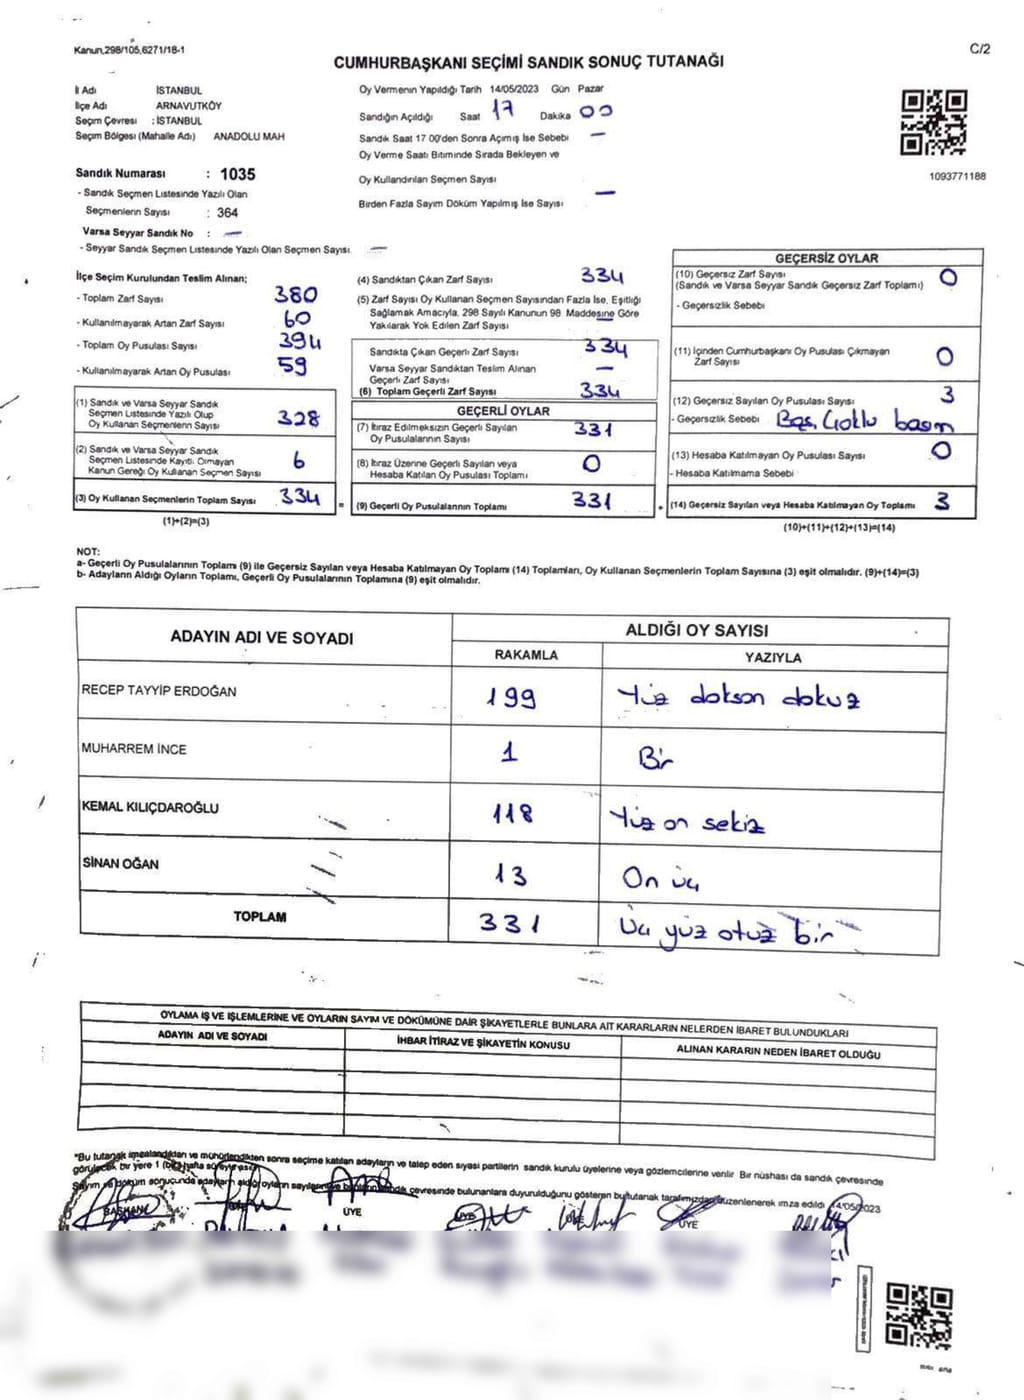 Kanun,298/105,6271/18-1
C/2
CUMHURBAŞKANI SEÇİMİ SANDIK SONUÇ TUTANAĞI
İl Adı İSTANBUL
İlçe Adı ARNAVUTKÖY
Seçim Çevresi : İSTANBUL
Seçim Bölgesi (Mahalle Adı) ANADOLU MAH
Sandık Numarası : 1035
- Sandık Seçmen Listesinde Yazılı Olan
Seçmenlerin Sayısı : 364
Varsa Seyyar Sandık No : —
- Seyyar Sandık Seçmen Listesinde Yazılı Olan Seçmen Sayısı —
Oy Vermenin Yapıldığı Tarih 14/05/2023 Gün Pazar
Sandığın Açıldığı Saat 17 Dakika 00
Sandık Saat 17 00'den Sonra Açımış İse Sebebi —
Oy Verme Saati Bitiminde Sırada Bekleyen ve
Oy Kullandırılan Seçmen Sayısı
Birden Fazla Sayım Döküm Yapılmış İse Sayısı —
1093771188
İlçe Seçim Kurulundan Teslim Alınan;
- Toplam Zarf Sayısı 380
- Kullanılmayarak Artan Zarf Sayısı 60
- Toplam Oy Pusulası Sayısı 394
- Kullanılmayarak Artan Oy Pusulası 59
(1) Sandık ve Varsa Seyyar Sandık
Seçmen Listesinde Yazılı Olup
Oy Kullanan Seçmenlerin Sayısı 328
(2) Sandık ve Varsa Seyyar Sandık
Seçmen Listesinde Kayıtlı Olmayan
Kanun Gereği Oy Kullanan Seçmen Sayısı 6
(3) Oy Kullanan Seçmenlerin Toplam Sayısı 334 =
(1)+(2)=(3)
(4) Sandıktan Çıkan Zarf Sayısı 334
(5) Zarf Sayısı Oy Kullanan Seçmen Sayısından Fazla İse, Eşitliği
Sağlamak Amacıyla, 298 Sayılı Kanunun 98. Maddesine Göre
Yakılarak Yok Edilen Zarf Sayısı —
Sandıkta Çıkan Geçerli Zarf Sayısı 334
Varsa Seyyar Sandıktan Teslim Alınan
Geçerli Zarf Sayısı —
(6) Toplam Geçerli Zarf Sayısı 334
GEÇERLİ OYLAR
(7) İtiraz Edilmeksizin Geçerli Sayılan
Oy Pusulalarının Sayısı 331
(8) İtiraz Üzerine Geçerli Sayılan veya
Hesaba Katılan Oy Pusulası Toplamı 0
(9) Geçerli Oy Pusulalarının Toplamı 331 +
GEÇERSİZ OYLAR
(10) Geçersiz Zarf Sayısı 0
(Sandık ve Varsa Seyyar Sandık Geçersiz Zarf Toplamı)
- Geçersizlik Sebebi
(11) İçinden Cumhurbaşkanı Oy Pusulası Çıkmayan
Zarf Sayısı 0
(12) Geçersiz Sayılan Oy Pusulası Sayısı 3
- Geçersizlik Sebebi
(13) Hesaba Katılmayan Oy Pusulası Sayısı 0
- Hesaba Katılmama Sebebi
(14) Geçersiz Sayılan veya Hesaba Katılmayan Oy Toplamı 3
(10)+(11)+(12)+(13)=(14)
NOT:
a- Geçerli Oy Pusulalarının Toplamı (9) ile Geçersiz Sayılan veya Hesaba Katılmayan Oy Toplamı (14) Toplamları, Oy Kullanan Seçmenlerin Toplam Sayısına (3) eşit olmalıdır. (9)+(14)=(3)
b- Adayların Aldığı Oyların Toplamı, Geçerli Oy Pusulalarının Toplamına (9) eşit olmalıdır.
ADAYIN ADI VE SOYADI
ALDIĞI OY SAYISI
RAKAMLA YAZIYLA
RECEP TAYYİP ERDOĞAN 199 Yüz doksan dokuz
MUHARREM İNCE 1 Bir
KEMAL KILIÇDAROĞLU 118 Yüz on sekiz
SİNAN OĞAN 13 On üç
TOPLAM 331 Üç yüz otuz bir
OYLAMA İŞ VE İŞLEMLERİNE VE OYLARIN SAYIM VE DÖKÜMÜNE DAİR ŞİKAYETLERLE BUNLARA AİT KARARLARIN NELERDEN İBARET BULUNDUKLARI
ADAYIN ADI VE SOYADI İHBAR İTİRAZ VE ŞİKAYETİN KONUSU ALINAN KARARIN NEDEN İBARET OLDUĞU
"Bu tutanak imzalandıktan ve mühürlendikten sonra seçime katılan adayların ve talep eden siyasi partilerin sandık kurulu üyelerine veya gözlemcilerine verilir Bir nüshası da sandık çevresinde
görülecek bir yere 1 (bir) hafta süreyle asılır
Sayım ve döküm sonuçunda adayların aldığı oyların sayıları çevresinde bulunanlara duyurulduğunu gösteren bu tutanak tarafımızdan düzenlenerek imza edildi 14/05/2023
BAŞKAN ÜYE ÜYE